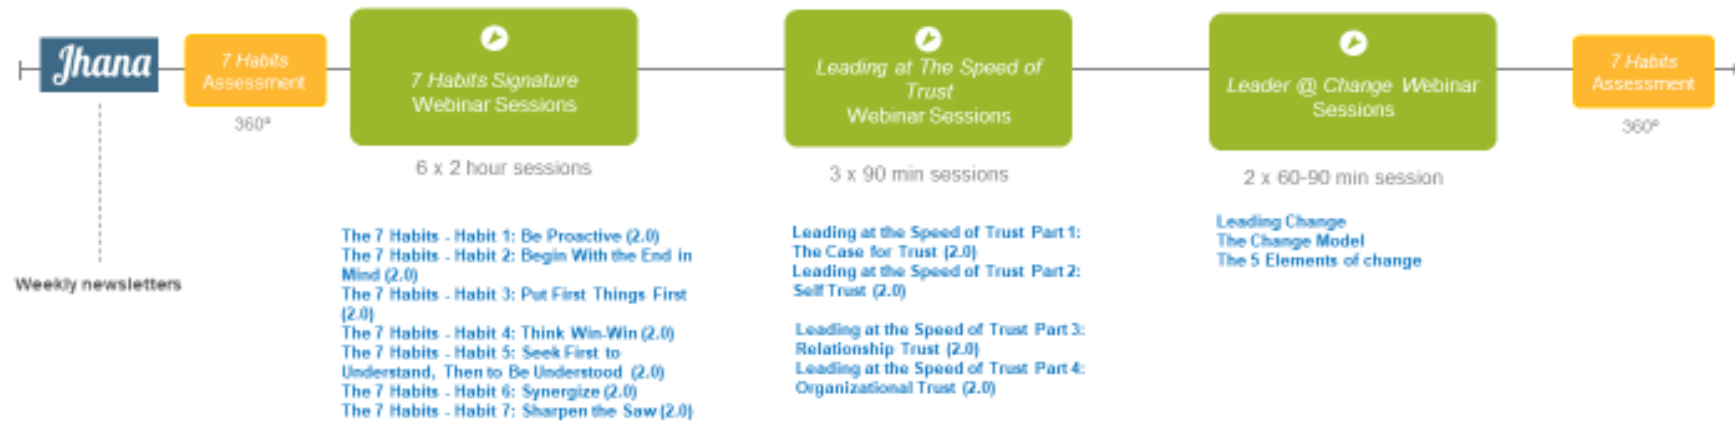 Jhana
Weekly newsletters
7 Habits
Assessment
360°
7 Habits Signature
Webinar Sessions
6 x 2 hour sessions
The 7 Habits - Habit 1: Be Proactive (2.0)
The 7 Habits - Habit 2: Begin With the End in
Mind (2.0)
The 7 Habits - Habit 3: Put First Things First
(2.0)
The 7 Habits - Habit 4: Think Win-Win (2.0)
The 7 Habits - Habit 5: Seek First to
Understand, Then to Be Understood (2.0)
The 7 Habits - Habit 6: Synergize (2.0)
The 7 Habits - Habit 7: Sharpen the Saw (2.0)
Leading at The Speed of
Trust
Webinar Sessions
3 x 90 min sessions
Leading at the Speed of Trust Part 1:
The Case for Trust (2.0)
Leading at the Speed of Trust Part 2:
Self Trust (2.0)
Leading at the Speed of Trust Part 3:
Relationship Trust (2.0)
Leading at the Speed of Trust Part 4:
Organizational Trust (2.0)
Leader @ Change Webinar
Sessions
2 x 60-90 min session
Leading Change
The Change Model
The 5 Elements of change
7 Habits
Assessment
360°